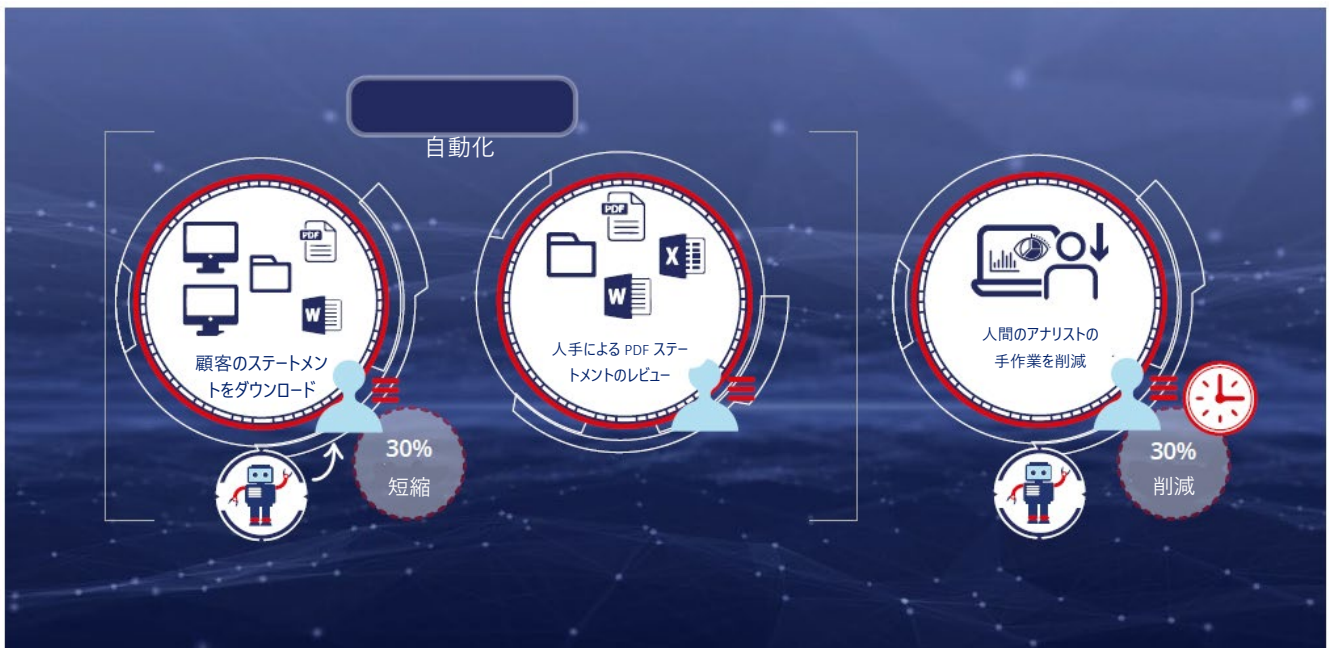 自動化
PDF
W
顧客のステートメン
トをダウンロード
30%
短縮
PDF
X
W
人手による PDF ステー
トメントのレビュー
人間のアナリストの
手作業を削減
30%
削減